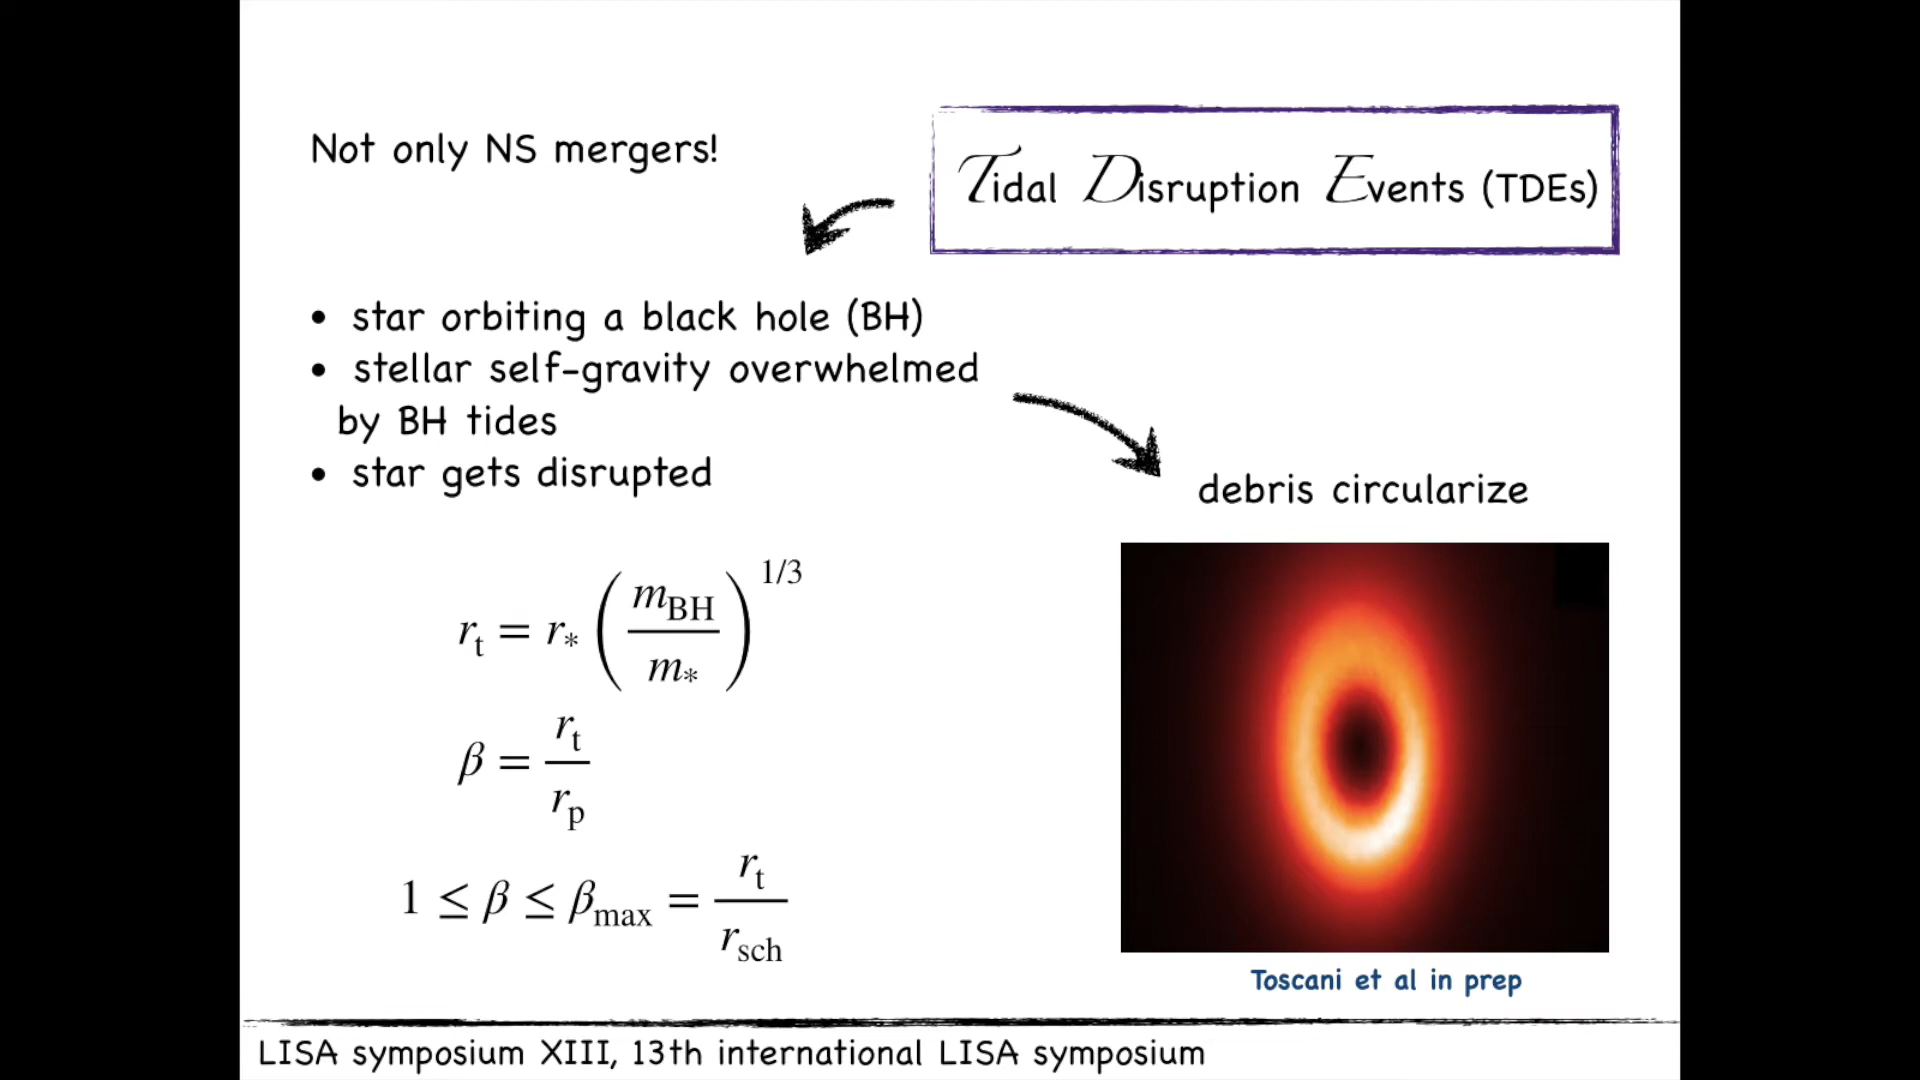 Not only NS mergers!
Tidal Disruption Events (TDEs)
• star orbiting a black hole (BH)
• stellar self-gravity overwhelmed
by BH tides
• star gets disrupted
debris circularize
r_t = r_* (m_BH / m_*)^{1/3}
β = r_t / r_p
1 ≤ β ≤ β_max = r_t / r_sch
Toscani et al in prep
LISA symposium XIII, 13th international LISA symposium